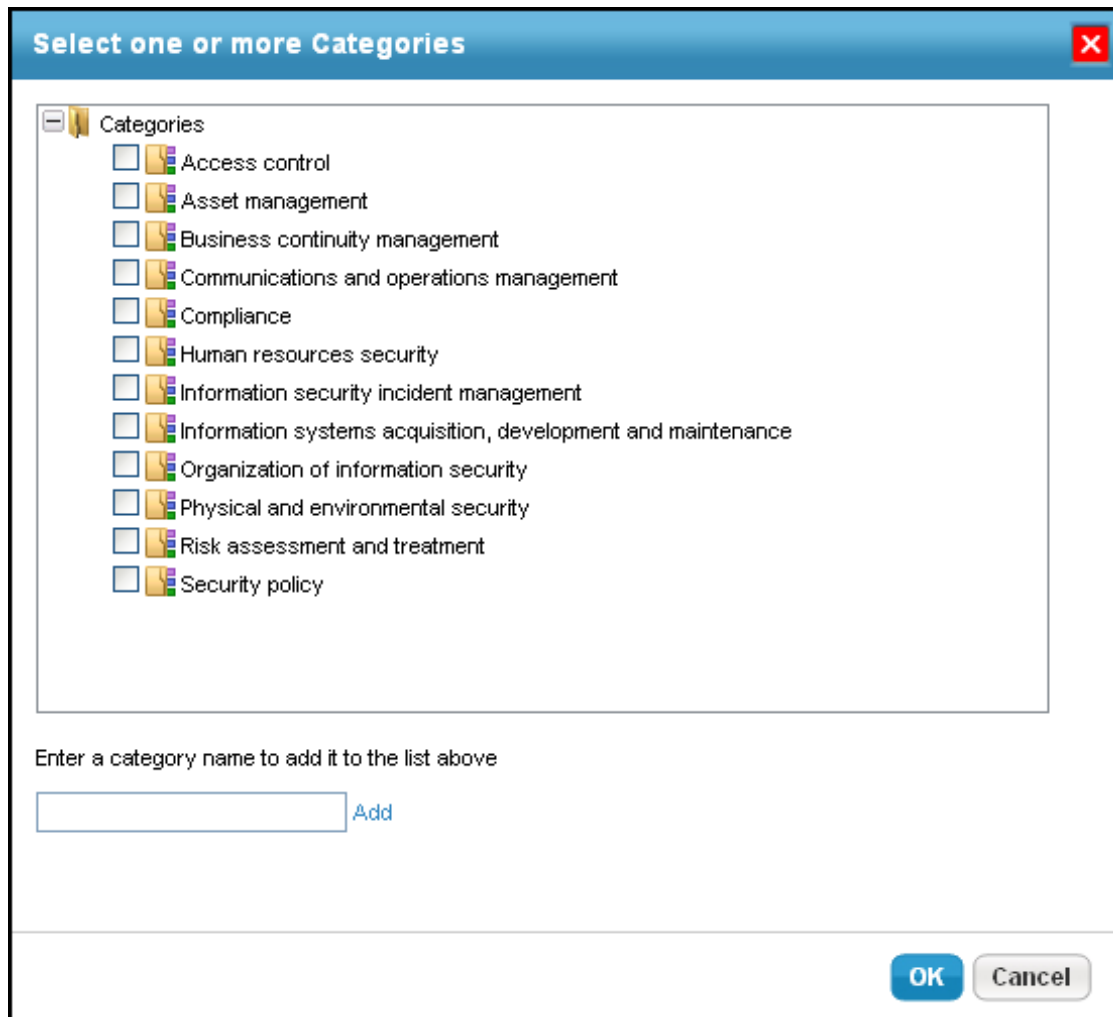 Select one or more Categories
Categories
Access control
Asset management
Business continuity management
Communications and operations management
Compliance
Human resources security
Information security incident management
Information systems acquisition, development and maintenance
Organization of information security
Physical and environmental security
Risk assessment and treatment
Security policy
Enter a category name to add it to the list above
Add
OK Cancel